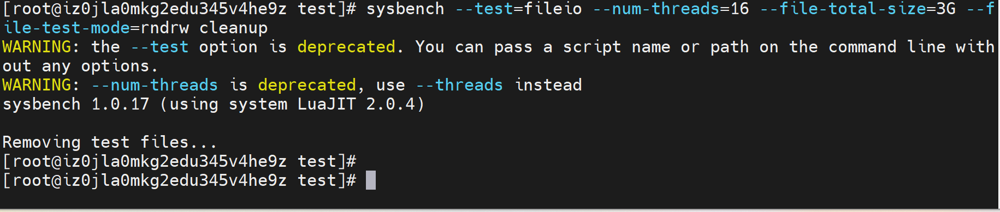 [root@iz0jla0mkg2edu345v4he9z test]# sysbench --test=fileio --num-threads=16 --file-total-size=3G --f
ile-test-mode=rndrw cleanup
WARNING: the --test option is deprecated. You can pass a script name or path on the command line with
out any options.
WARNING: --num-threads is deprecated, use --threads instead
sysbench 1.0.17 (using system LuaJIT 2.0.4)

Removing test files...
[root@iz0jla0mkg2edu345v4he9z test]#
[root@iz0jla0mkg2edu345v4he9z test]#